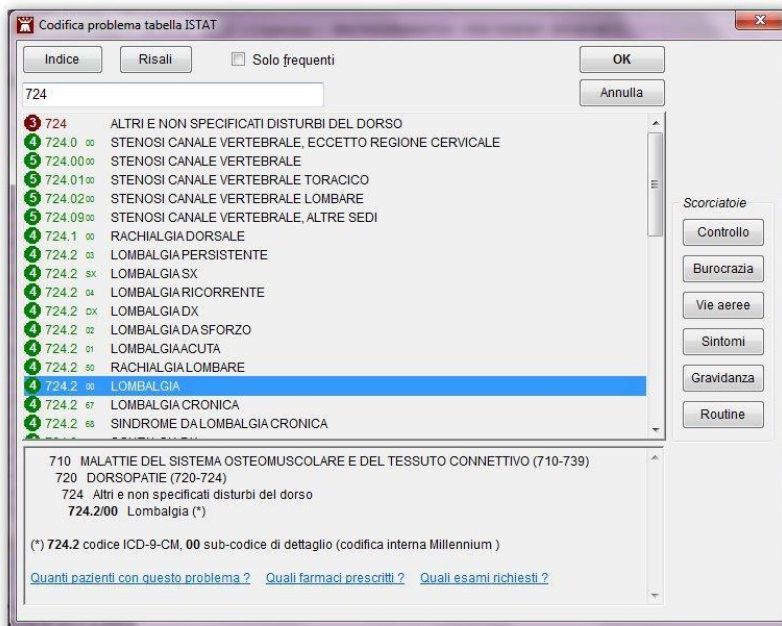 Codifica problema tabella ISTAT
Indice Risali Solo frequenti OK
724 Annulla
3 724 ALTRI E NON SPECIFICATI DISTURBI DEL DORSO
4 724.0 00 STENOSI CANALE VERTEBRALE, ECCETTO REGIONE CERVICALE
5 724.00 00 STENOSI CANALE VERTEBRALE
5 724.01 00 STENOSI CANALE VERTEBRALE TORACICO
5 724.02 00 STENOSI CANALE VERTEBRALE LOMBARE
5 724.09 00 STENOSI CANALE VERTEBRALE, ALTRE SEDI
4 724.1 00 RACHIALGIA DORSALE
4 724.2 03 LOMBALGIA PERSISTENTE
4 724.2 SX LOMBALGIA SX
4 724.2 04 LOMBALGIA RICORRENTE
4 724.2 DX LOMBALGIA DX
4 724.2 02 LOMBALGIA DA SFORZO
4 724.2 01 LOMBALGIA ACUTA
4 724.2 50 RACHIALGIA LOMBARE
4 724.2 00 LOMBALGIA
4 724.2 67 LOMBALGIA CRONICA
4 724.2 68 SINDROME DA LOMBALGIA CRONICA
Scorciatoie
Controllo
Burocrazia
Vie aeree
Sintomi
Gravidanza
Routine
710 MALATTIE DEL SISTEMA OSTEOMUSCOLARE E DEL TESSUTO CONNETTIVO (710-739)
720 DORSOPATIE (720-724)
724 Altri e non specificati disturbi del dorso
724.2/00 Lombalgia (*)
(*) 724.2 codice ICD-9-CM, 00 sub-codice di dettaglio (codifica interna Millennium )
Quanti pazienti con questo problema ? Quali farmaci prescritti ? Quali esami richiesti ?